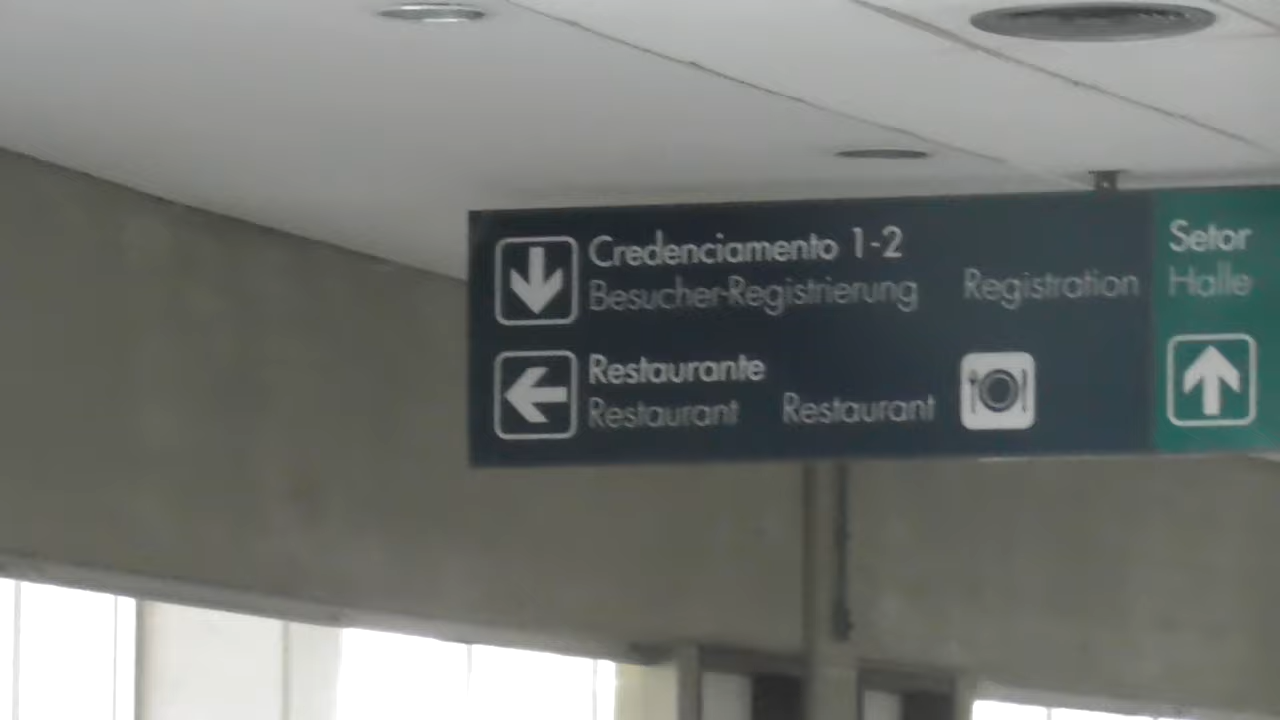 Credenciamento 1-2
Besucher-Registrierung Registration
Restaurante
Restaurant Restaurant
Setor
Halle